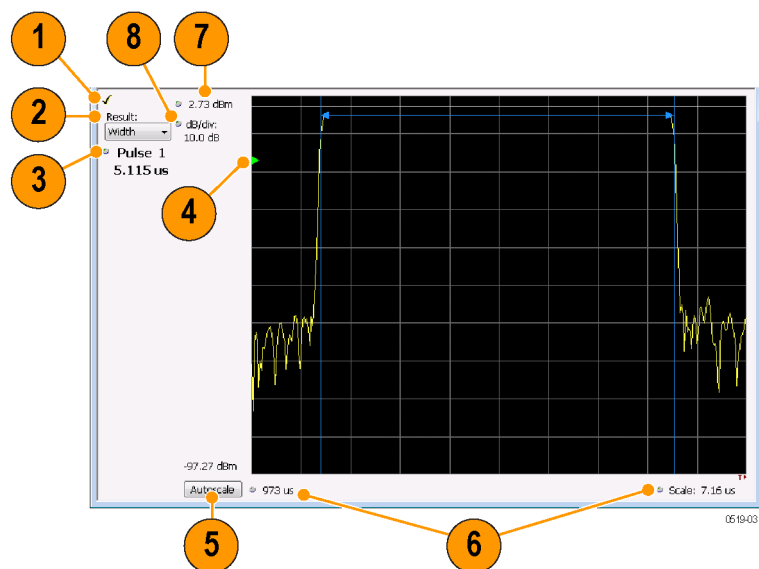 1
8
7
2
✓
2.73 dBm
Result:
Width
dB/div:
10.0 dB
3
Pulse 1
5.115 us
4
-97.27 dBm
Autoscale
973 us
Scale: 7.16 us
T
5
6
0519-03